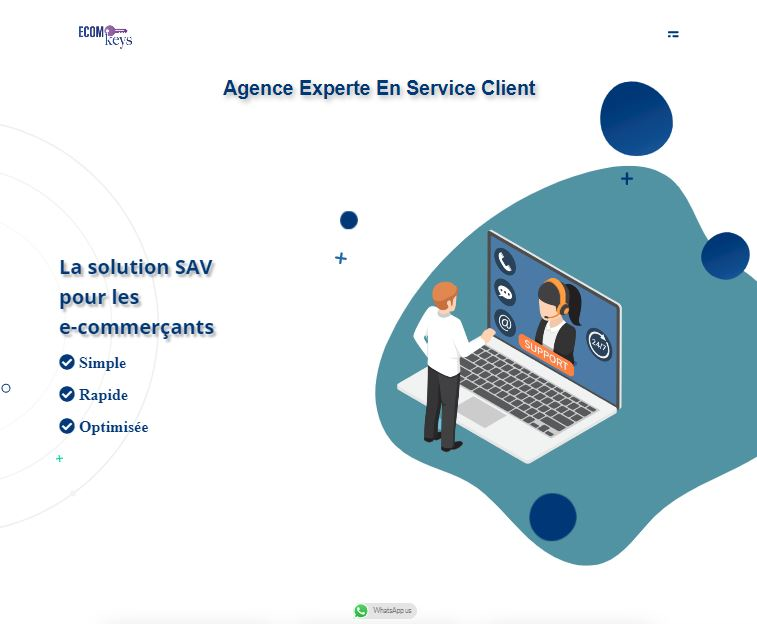 ECOM
keys
Agence Experte En Service Client
La solution SAV
pour les
e-commerçants
Simple
Rapide
Optimisée
@
24/7
SUPPORT
WhatsApp us